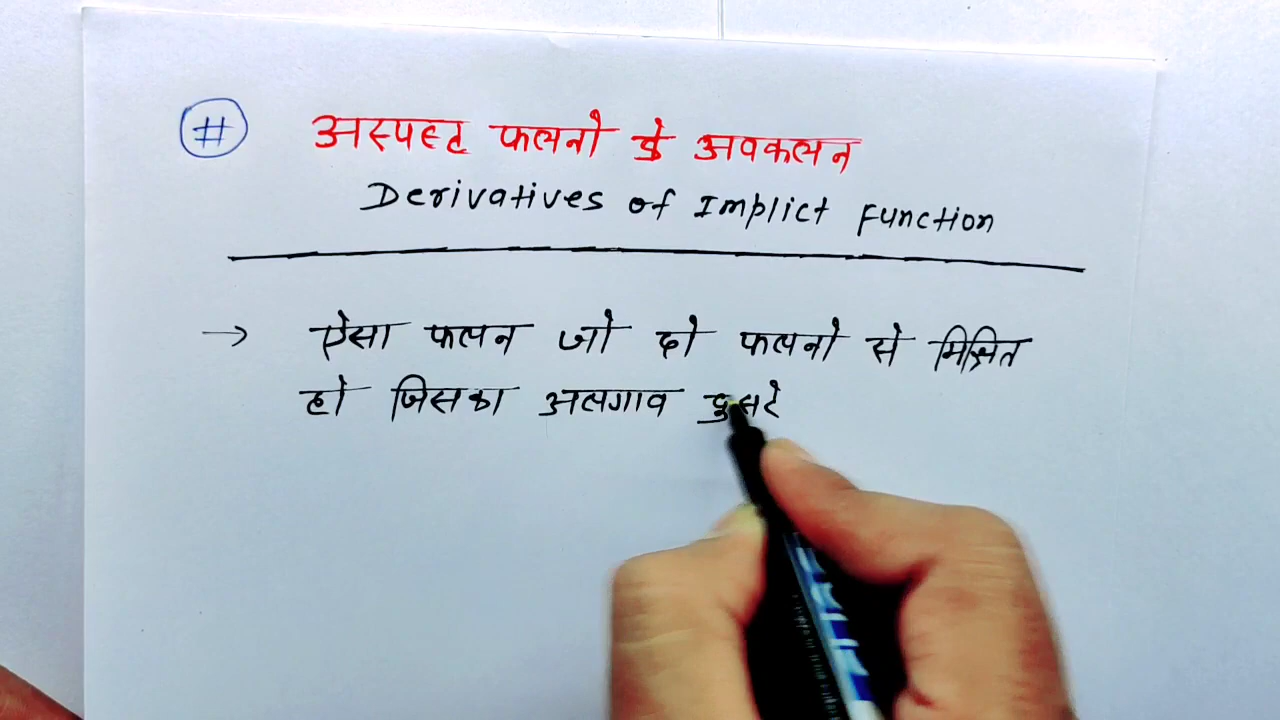 # अस्पष्ट फलनो के अवकलन
Derivatives of Implict Function
→ ऐसा फलन जो दो फलनो से मिश्रित
हो जिसका अलगाव दुसरे